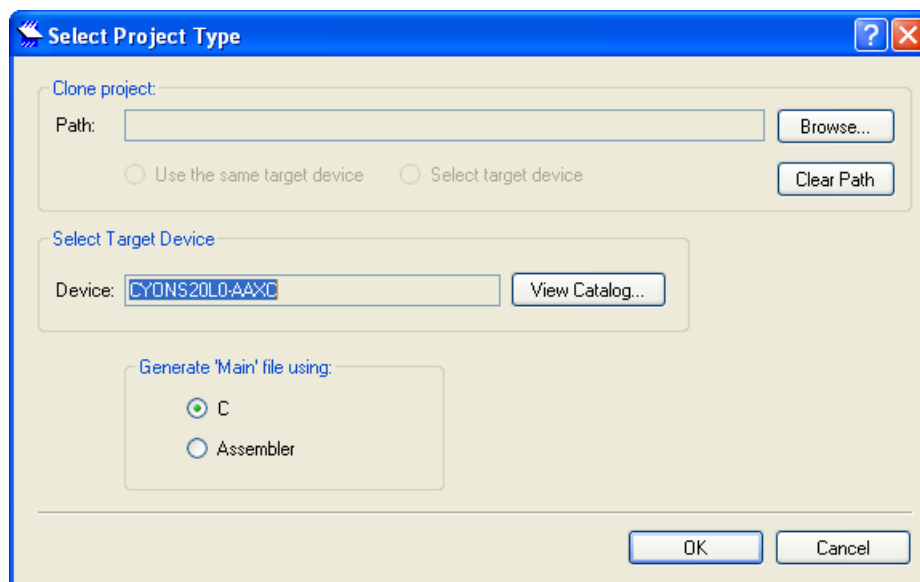 Select Project Type
Clone project:
Path:
Browse...
Use the same target device
Select target device
Clear Path
Select Target Device
Device:
CYONS20L0-AAXC
View Catalog...
Generate 'Main' file using:
C
Assembler
OK
Cancel